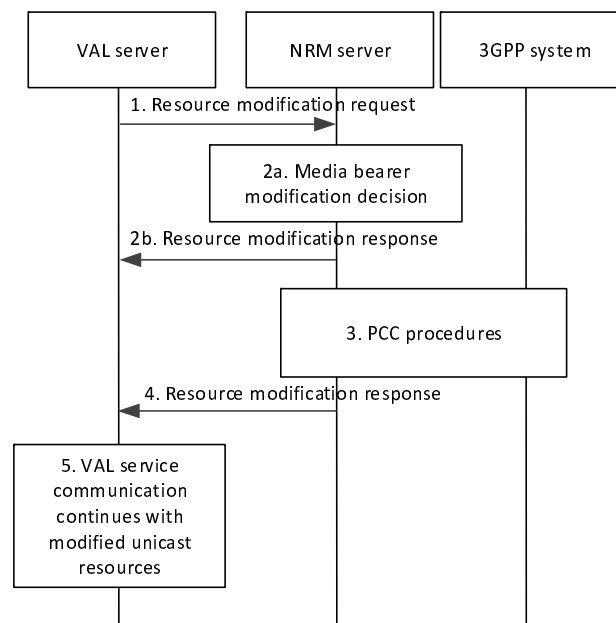 VAL server
NRM server
3GPP system
1. Resource modification request
2a. Media bearer
modification decision
2b. Resource modification response
3. PCC procedures
4. Resource modification response
5. VAL service
communication
continues with
modified unicast
resources